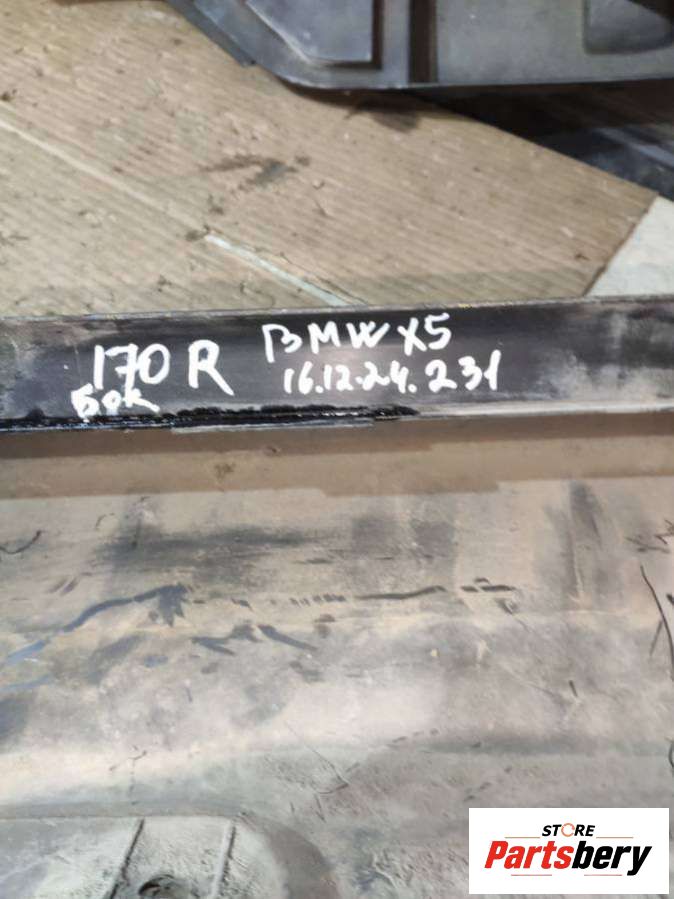 170 R BMW X5
бок 16.12.24. 231
STORE
Partsbery